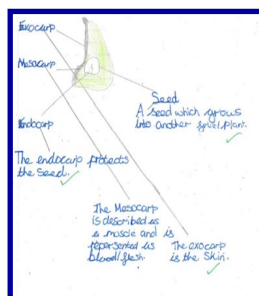 Exocarp
Mesocarp
Endocarp
Seed
A seed which grows
into another plant.
The endocarp protects
the Seed.
The Mesocarp
is described as
a muscle and is
represented as
blood/flesh.
The exocarp
is the Skin.